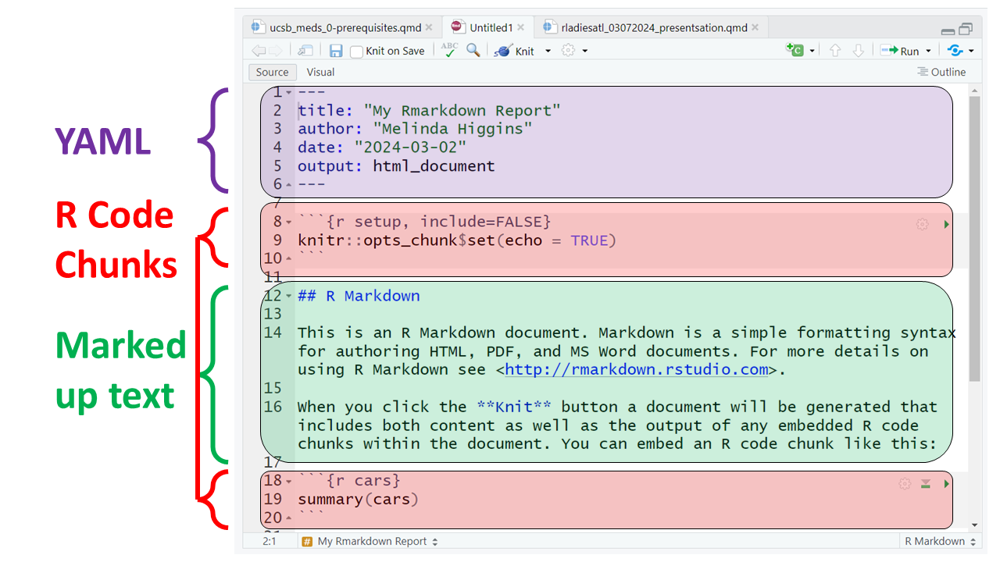 ucsb_meds_0-prerequisites.qmd
Untitled1
rladiesatl_03072024_presentsation.qmd
Knit on Save
ABC
Knit
C
Run
Source
Visual
Outline
YAML
R Code
Chunks
Marked
up text
1 ---
2 title: "My Rmarkdown Report"
3 author: "Melinda Higgins"
4 date: "2024-03-02"
5 output: html_document
6 ---
7
8 ```{r setup, include=FALSE}
9 knitr::opts_chunk$set(echo = TRUE)
10 ```
11
12 ## R Markdown
13
14 This is an R Markdown document. Markdown is a simple formatting syntax
for authoring HTML, PDF, and MS Word documents. For more details on
using R Markdown see <http://rmarkdown.rstudio.com>.
15
16 When you click the **Knit** button a document will be generated that
includes both content as well as the output of any embedded R code
chunks within the document. You can embed an R code chunk like this:
17
18 ```{r cars}
19 summary(cars)
20 ```
2:1
# My Rmarkdown Report
R Markdown